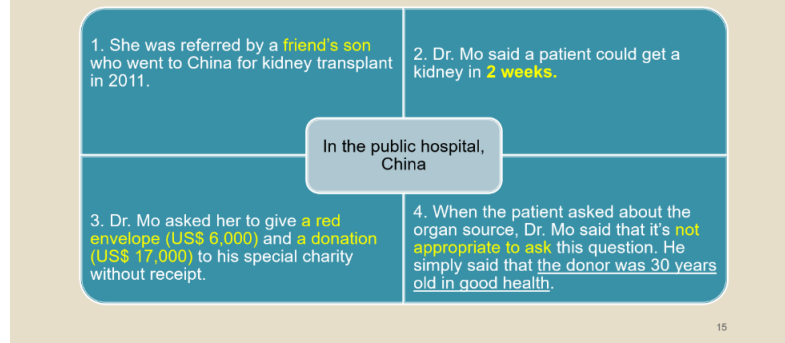 1. She was referred by a friend's son
who went to China for kidney transplant
in 2011.
2. Dr. Mo said a patient could get a
kidney in 2 weeks.
In the public hospital,
China
3. Dr. Mo asked her to give a red
envelope (US$ 6,000) and a donation
(US$ 17,000) to his special charity
without receipt.
4. When the patient asked about the
organ source, Dr. Mo said that it's not
appropriate to ask this question. He
simply said that the donor was 30 years
old in good health.
15